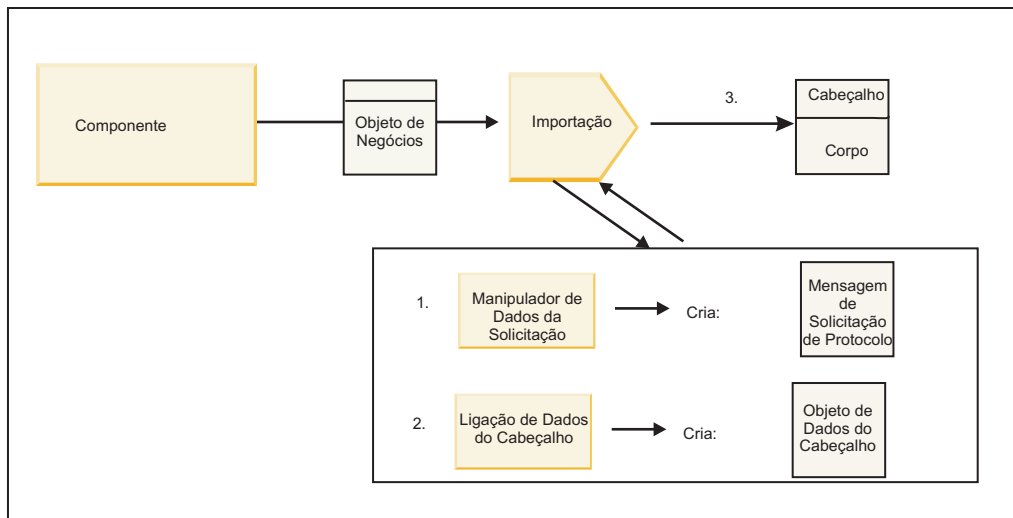 Componente
Objeto de
Negócios
Importação
3.
Cabeçalho
Corpo
1.
Manipulador de
Dados da
Solicitação
Cria:
Mensagem
de
Solicitação
de Protocolo
2.
Ligação de Dados
do Cabeçalho
Cria:
Objeto de
Dados do
Cabeçalho